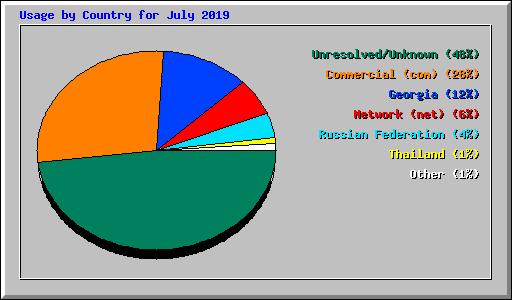 Usage by Country for July 2019
Unresolved/Unknown (48%)
Commercial (com) (28%)
Georgia (12%)
Network (net) (6%)
Russian Federation (4%)
Thailand (1%)
Other (1%)